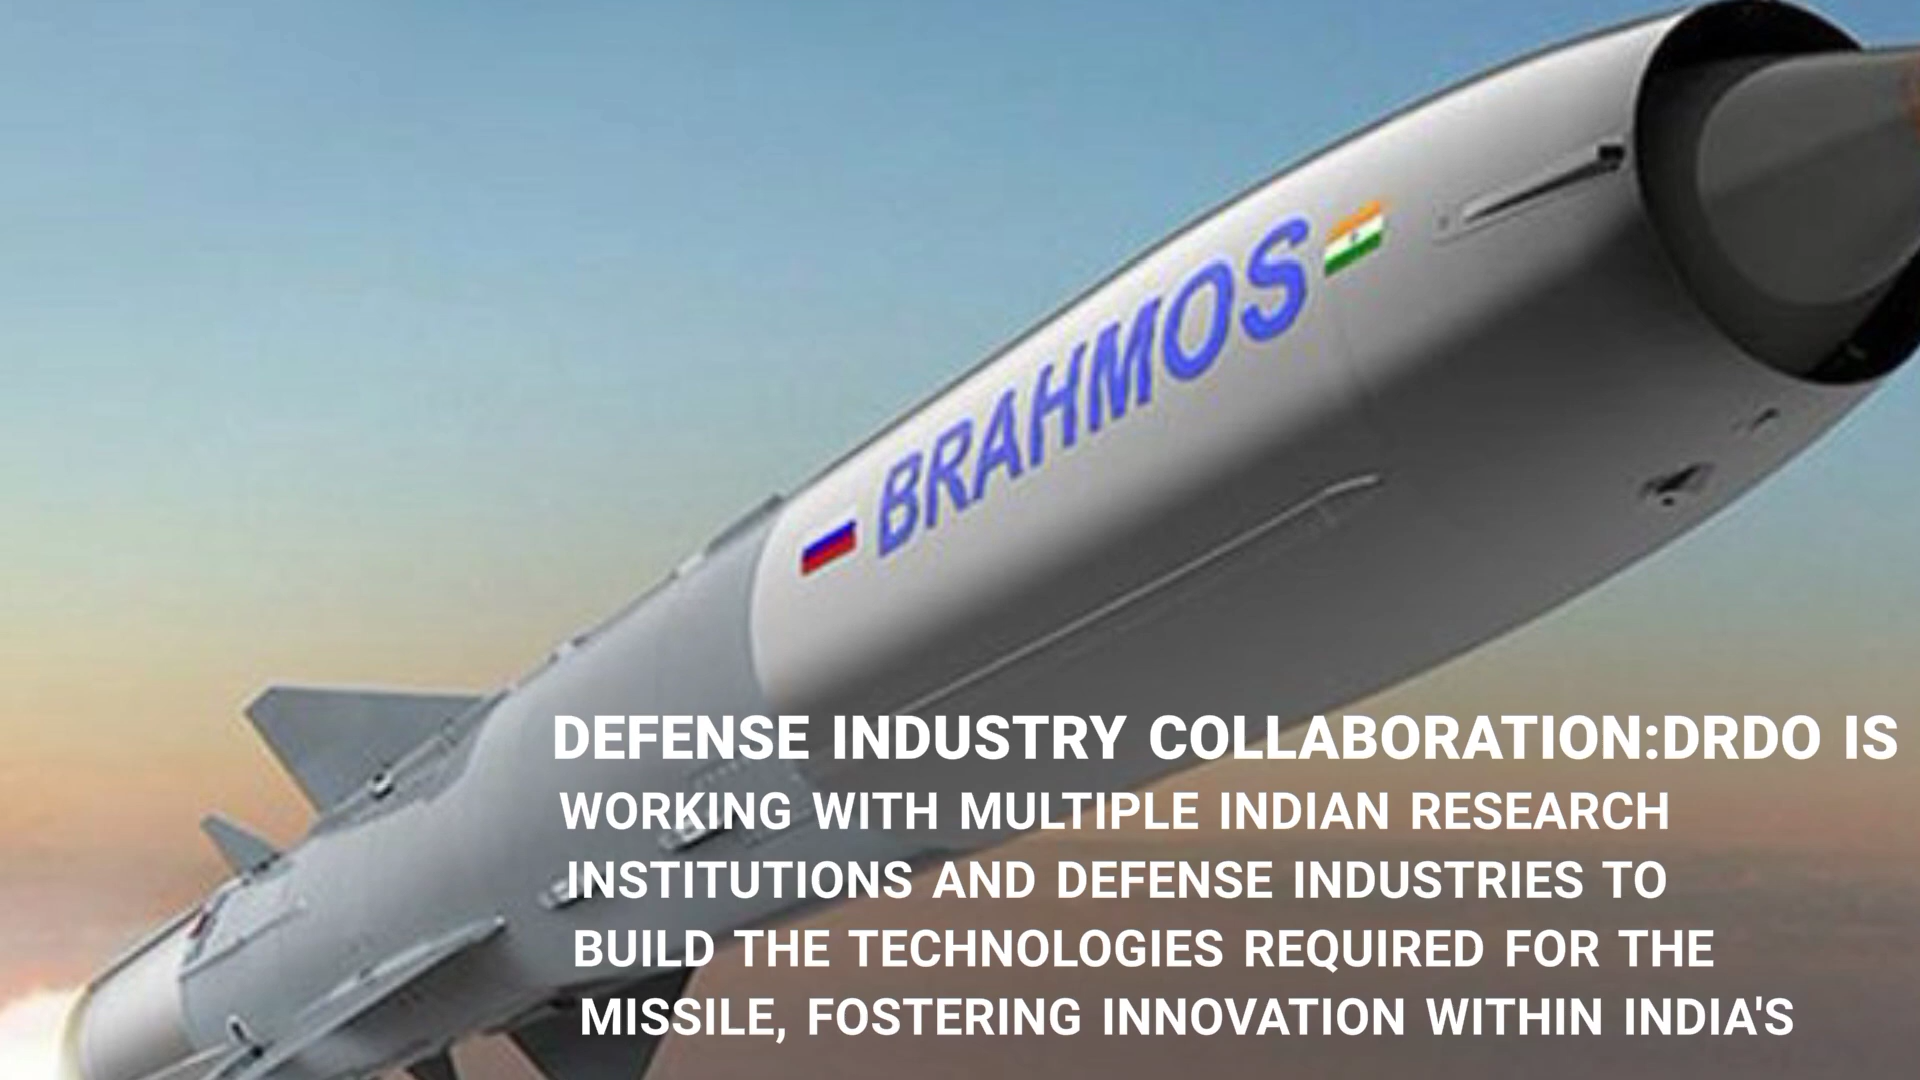 BRAHMOS
DEFENSE INDUSTRY COLLABORATION:DRDO IS
WORKING WITH MULTIPLE INDIAN RESEARCH
INSTITUTIONS AND DEFENSE INDUSTRIES TO
BUILD THE TECHNOLOGIES REQUIRED FOR THE
MISSILE, FOSTERING INNOVATION WITHIN INDIA'S